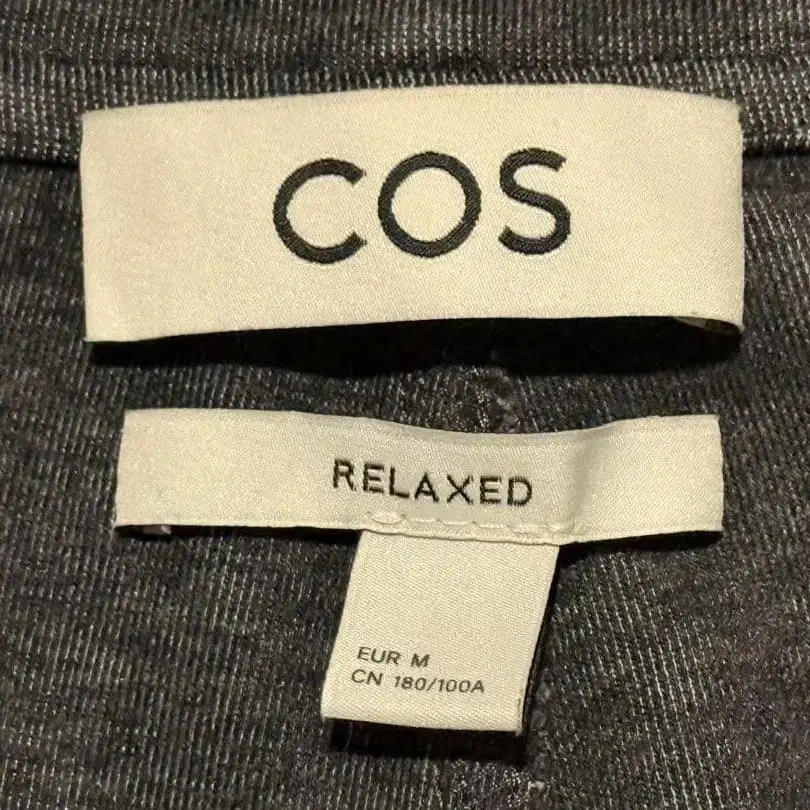 COS
RELAXED
EUR M
CN 180/100A